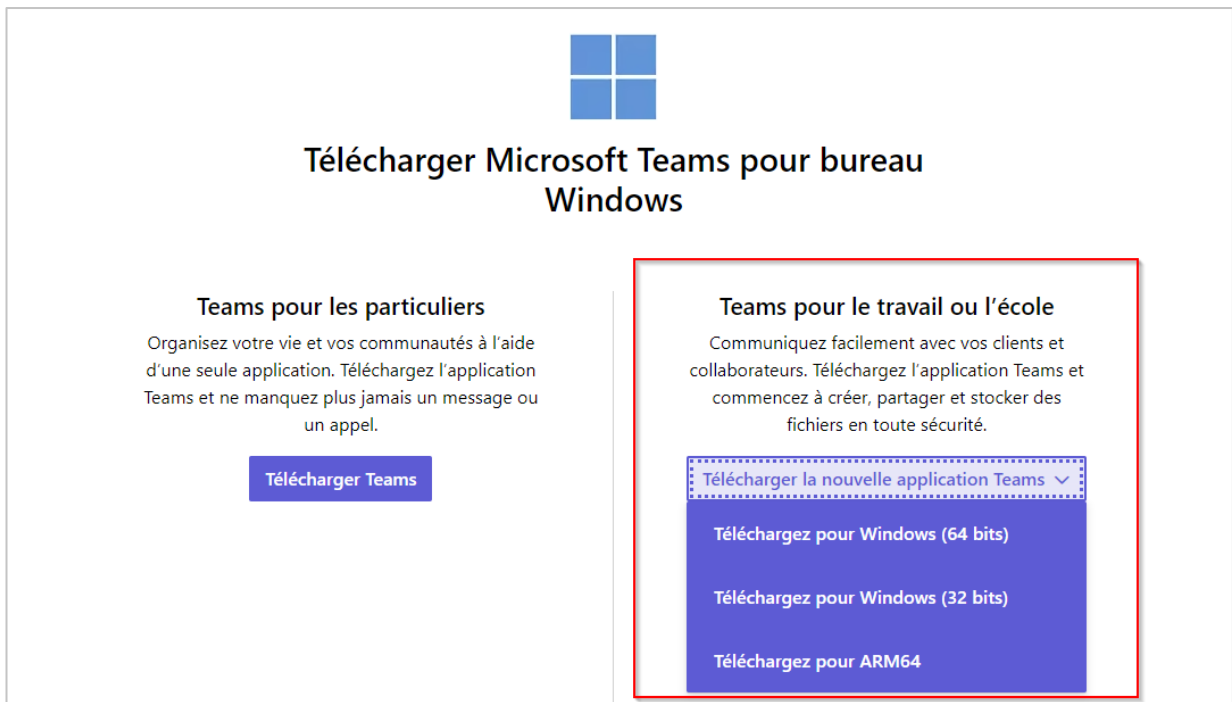 Télécharger Microsoft Teams pour bureau
Windows
Teams pour les particuliers
Organisez votre vie et vos communautés à l'aide
d'une seule application. Téléchargez l'application
Teams et ne manquez plus jamais un message ou
un appel.
Télécharger Teams
Teams pour le travail ou l'école
Communiquez facilement avec vos clients et
collaborateurs. Téléchargez l'application Teams et
commencez à créer, partager et stocker des
fichiers en toute sécurité.
Télécharger la nouvelle application Teams
Téléchargez pour Windows (64 bits)
Téléchargez pour Windows (32 bits)
Téléchargez pour ARM64